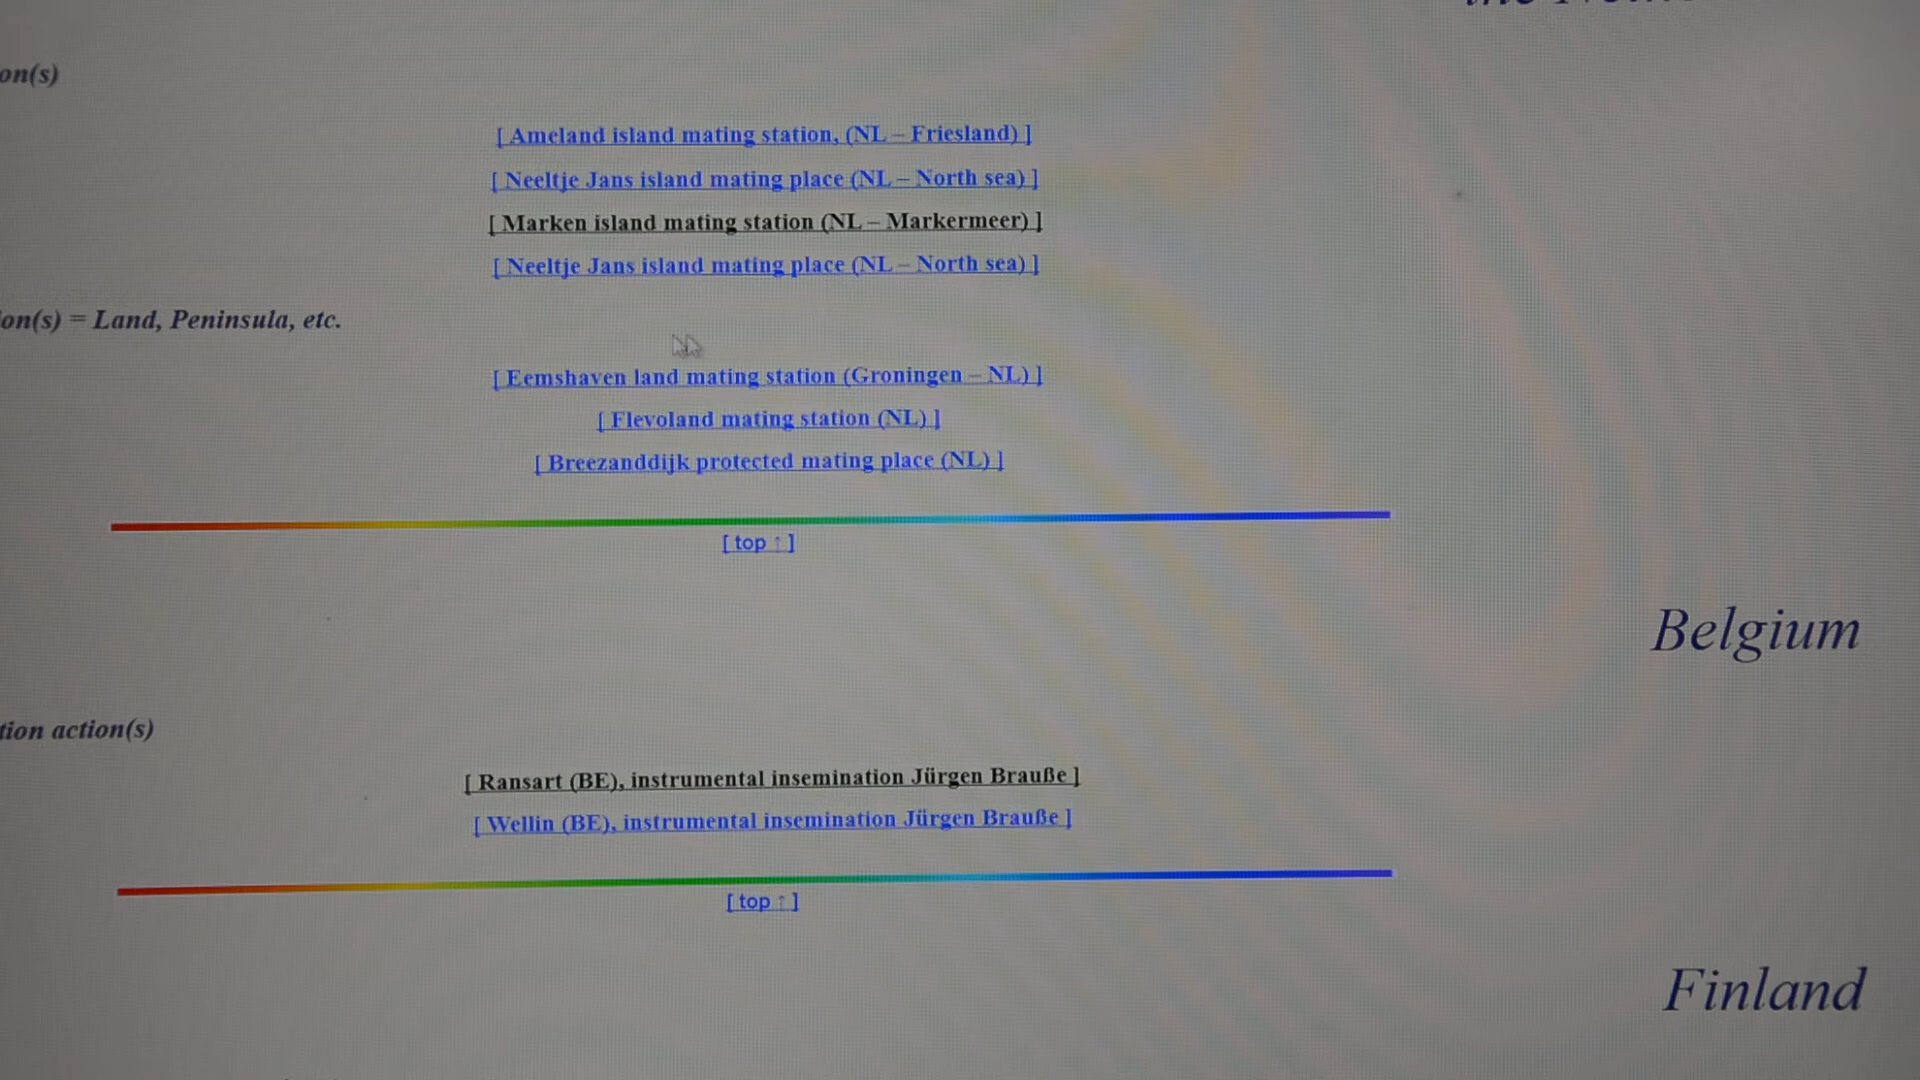 on(s)
[ Ameland island mating station, (NL – Friesland) ]
[ Neeltje Jans island mating place (NL – North sea) ]
[ Marken island mating station (NL – Markermeer) ]
[ Neeltje Jans island mating place (NL – North sea) ]
on(s) = Land, Peninsula, etc.
[ Eemshaven land mating station (Groningen – NL) ]
[ Flevoland mating station (NL) ]
[ Breezanddijk protected mating place (NL) ]
[ top ↑ ]
Belgium
tion action(s)
[ Ransart (BE), instrumental insemination Jürgen Brauße ]
[ Wellin (BE), instrumental insemination Jürgen Brauße ]
[ top ↑ ]
Finland